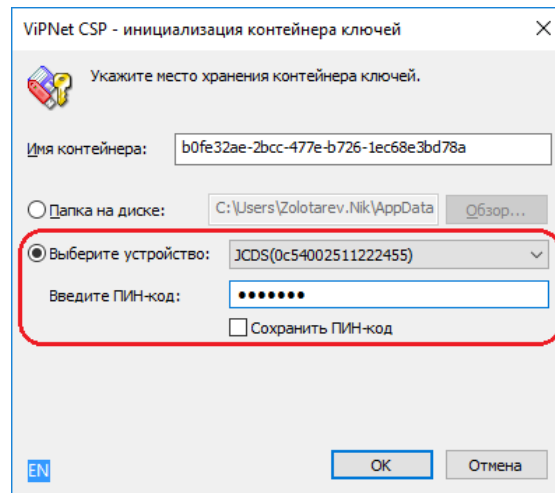 ViPNet CSP - инициализация контейнера ключей
Укажите место хранения контейнера ключей.
Имя контейнера: b0fe32ae-2bcc-477e-b726-1ec68e3bd78a
Папка на диске: C:\Users\Zolotarev.Nik\AppData Обзор...
Выберите устройство: JCDS(0c54002511222455)
Введите ПИН-код: •••••••
Сохранить ПИН-код
EN OK Отмена